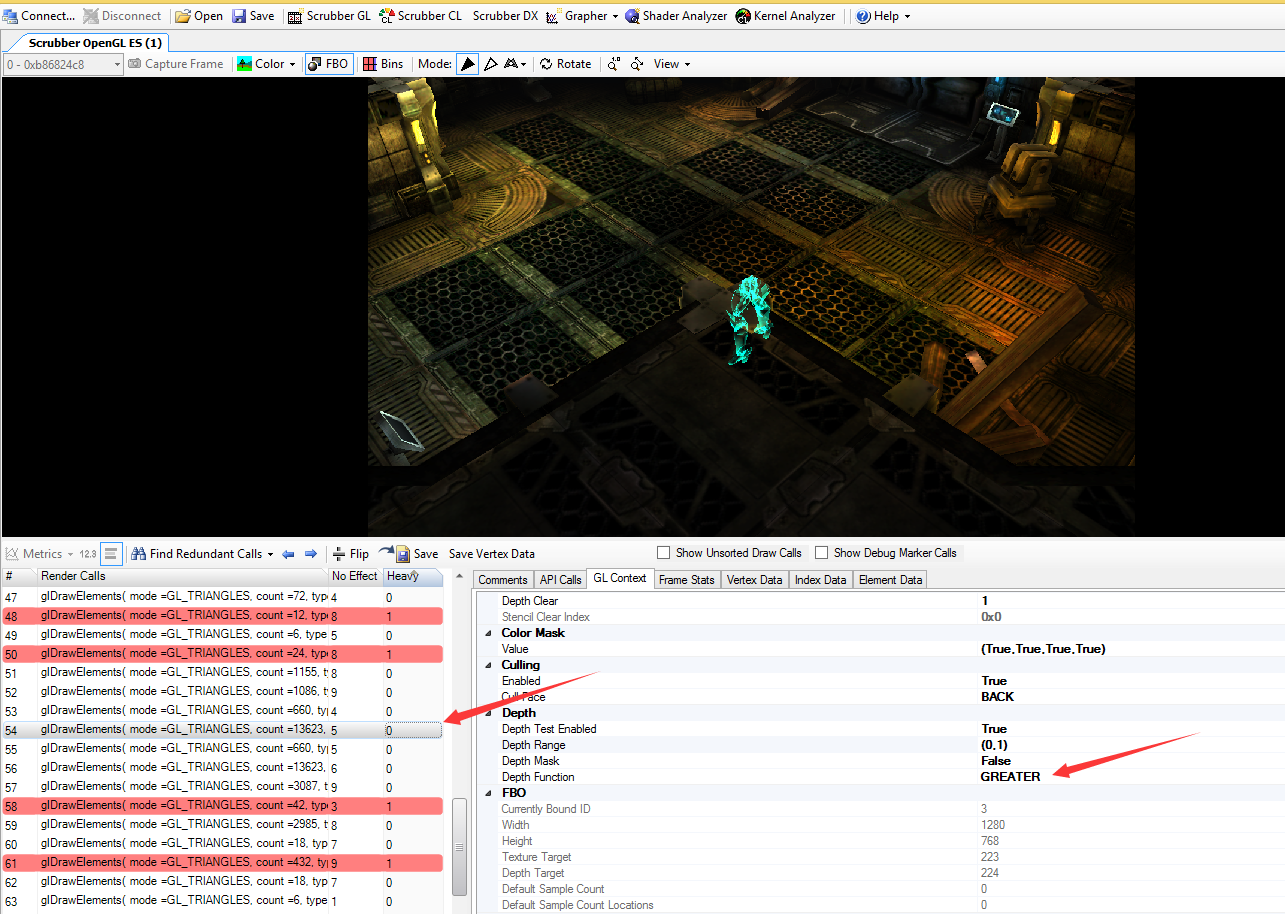 Connect... Disconnect Open Save Scrubber GL Scrubber CL Scrubber DX Grapher Shader Analyzer Kernel Analyzer Help
Scrubber OpenGL ES (1)
0 - 0xb86824c8 Capture Frame Color FBO Bins Mode: Rotate View
Metrics 12.3 Find Redundant Calls Flip Save Save Vertex Data Show Unsorted Draw Calls Show Debug Marker Calls
# Render Calls No Effect Heavy
47 glDrawElements( mode =GL_TRIANGLES, count =72, typ 4 0
48 glDrawElements( mode =GL_TRIANGLES, count =12, typ 8 1
49 glDrawElements( mode =GL_TRIANGLES, count =6, type 5 0
50 glDrawElements( mode =GL_TRIANGLES, count =24, typ 8 1
51 glDrawElements( mode =GL_TRIANGLES, count =1155, ty 8 0
52 glDrawElements( mode =GL_TRIANGLES, count =1086, ty 9 0
53 glDrawElements( mode =GL_TRIANGLES, count =660, typ 4 0
54 glDrawElements( mode =GL_TRIANGLES, count =13623, 5 0
55 glDrawElements( mode =GL_TRIANGLES, count =660, typ 5 0
56 glDrawElements( mode =GL_TRIANGLES, count =13623, 6 0
57 glDrawElements( mode =GL_TRIANGLES, count =3087, ty 9 0
58 glDrawElements( mode =GL_TRIANGLES, count =42, typ 3 1
59 glDrawElements( mode =GL_TRIANGLES, count =2985, ty 8 0
60 glDrawElements( mode =GL_TRIANGLES, count =18, typ 7 0
61 glDrawElements( mode =GL_TRIANGLES, count =432, typ 9 1
62 glDrawElements( mode =GL_TRIANGLES, count =18, typ 7 0
63 glDrawElements( mode =GL_TRIANGLES, count =6, type 1 0
Comments API Calls GL Context Frame Stats Vertex Data Index Data Element Data
Depth Clear 1
Stencil Clear Index 0x0
Color Mask
Value (True,True,True,True)
Culling
Enabled True
Cull Face BACK
Depth
Depth Test Enabled True
Depth Range (0,1)
Depth Mask False
Depth Function GREATER
FBO
Currently Bound ID 3
Width 1280
Height 768
Texture Target 223
Depth Target 224
Default Sample Count 0
Default Sample Count Locations 0